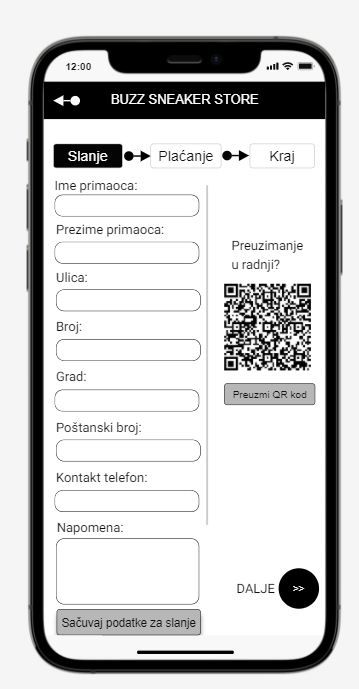 12:00
BUZZ SNEAKER STORE
Slanje
Plaćanje
Kraj
Ime primaoca:
Prezime primaoca:
Ulica:
Broj:
Grad:
Poštanski broj:
Kontakt telefon:
Napomena:
Sačuvaj podatke za slanje
Preuzimanje
u radnji?
Preuzmi QR kod
DALJE
>>